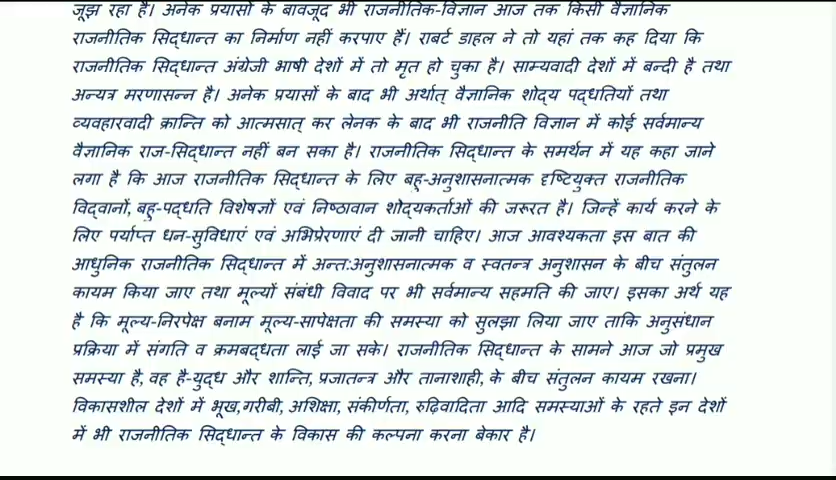 जूझ रहा है। अनेक प्रयासों के बावजूद भी राजनीतिक-विज्ञान आज तक किसी वैज्ञानिक
राजनीतिक सिद्धान्त का निर्माण नहीं करपाए हैं। राबर्ट डाहल ने तो यहां तक कह दिया कि
राजनीतिक सिद्धान्त अंग्रेजी भाषी देशों में तो मृत हो चुका है। साम्यवादी देशों में बन्दी है तथा
अन्यत्र मरणासन्न है। अनेक प्रयासों के बाद भी अर्थात् वैज्ञानिक शोद्य पद्धतियों तथा
व्यवहारवादी क्रान्ति को आत्मसात् कर लेनक के बाद भी राजनीति विज्ञान में कोई सर्वमान्य
वैज्ञानिक राज-सिद्धान्त नहीं बन सका है। राजनीतिक सिद्धान्त के समर्थन में यह कहा जाने
लगा है कि आज राजनीतिक सिद्धान्त के लिए बहु-अनुशासनात्मक दृष्टियुक्त राजनीतिक
विद्वानों, बहु-पद्धति विशेषज्ञों एवं निष्ठावान शोद्यकर्ताओं की जरूरत है। जिन्हें कार्य करने के
लिए पर्याप्त धन-सुविधाएं एवं अभिप्रेरणाएं दी जानी चाहिए। आज आवश्यकता इस बात की
आधुनिक राजनीतिक सिद्धान्त में अन्त:अनुशासनात्मक व स्वतन्त्र अनुशासन के बीच संतुलन
कायम किया जाए तथा मूल्यों संबंधी विवाद पर भी सर्वमान्य सहमति की जाए। इसका अर्थ यह
है कि मूल्य-निरपेक्ष बनाम मूल्य-सापेक्षता की समस्या को सुलझा लिया जाए ताकि अनुसंधान
प्रक्रिया में संगति व क्रमबद्धता लाई जा सके। राजनीतिक सिद्धान्त के सामने आज जो प्रमुख
समस्या है, वह है-युद्ध और शान्ति, प्रजातन्त्र और तानाशाही, के बीच संतुलन कायम रखना।
विकासशील देशों में भूख,गरीबी, अशिक्षा, संकीर्णता, रुढ़िवादिता आदि समस्याओं के रहते इन देशों
में भी राजनीतिक सिद्धान्त के विकास की कल्पना करना बेकार है।